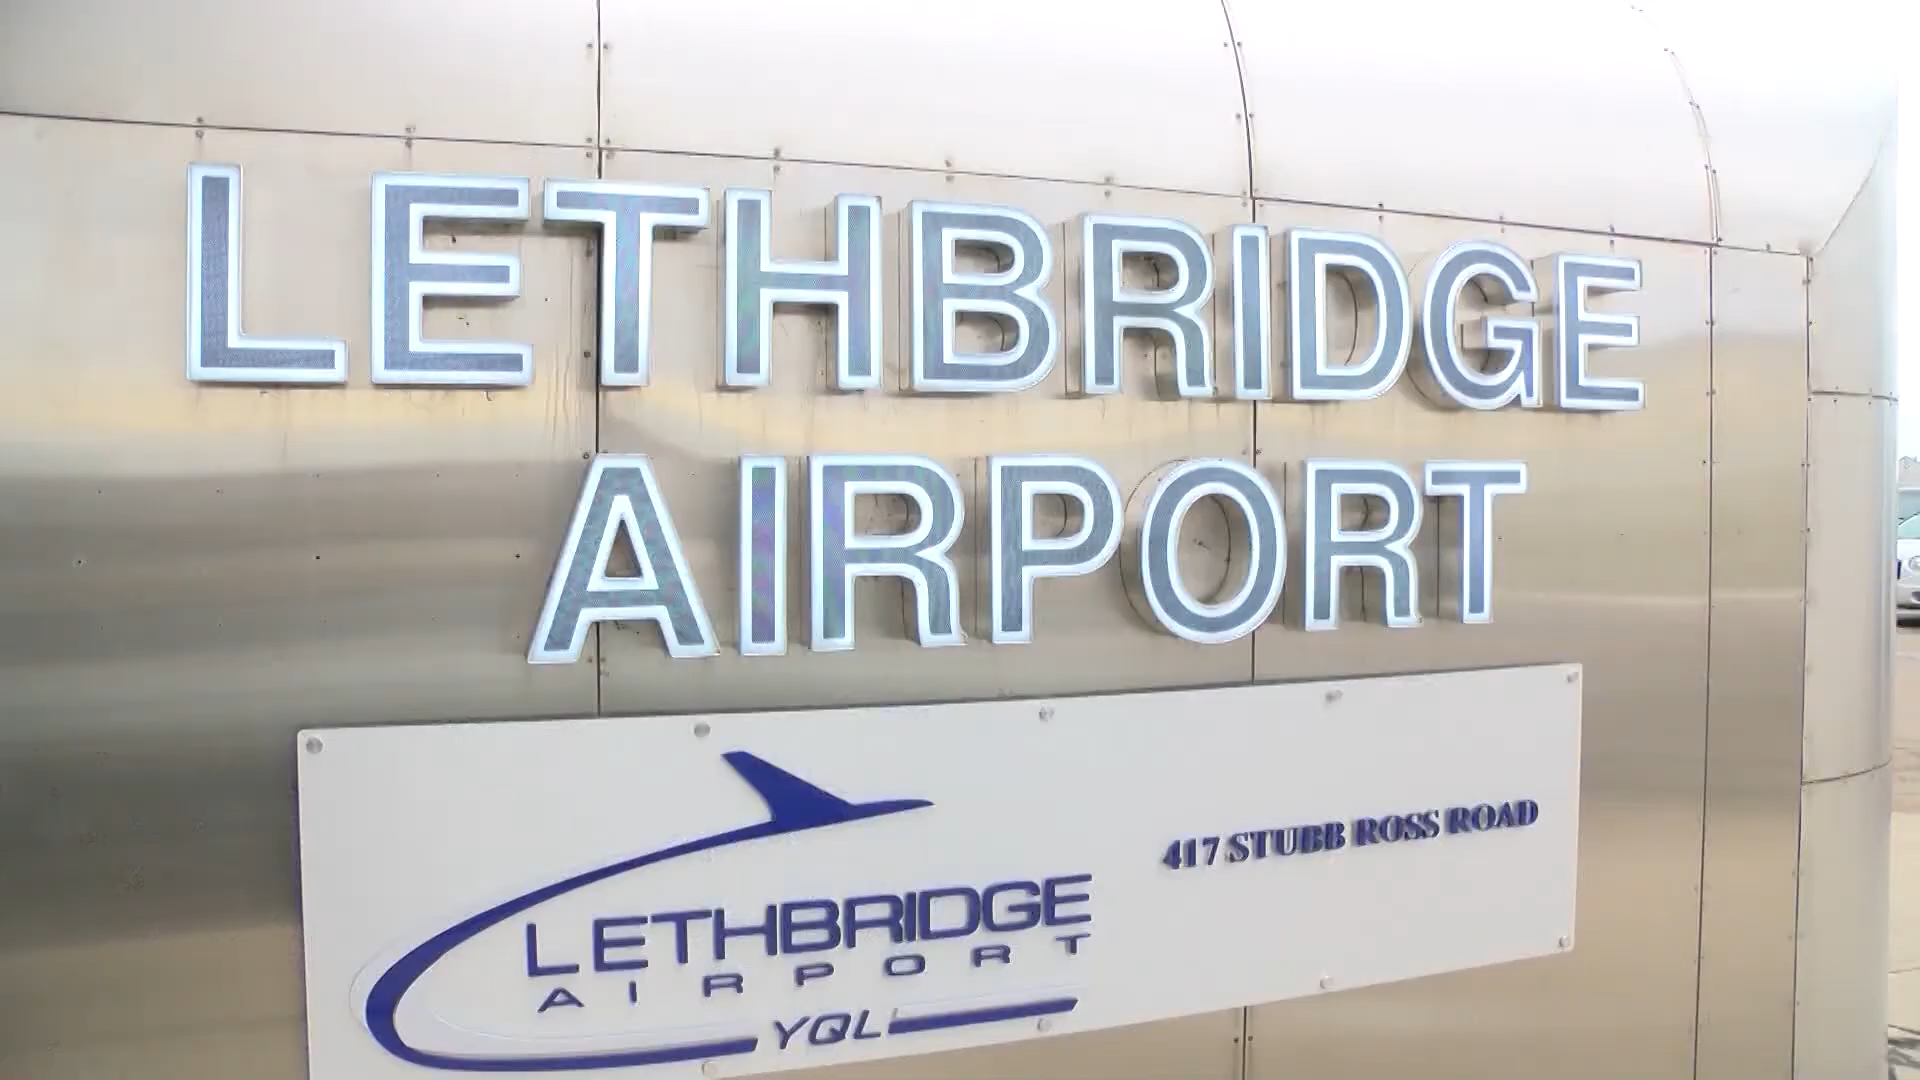 LETHBRIDGE
AIRPORT
417 STUBB ROSS ROAD
LETHBRIDGE
AIRPORT
YQL